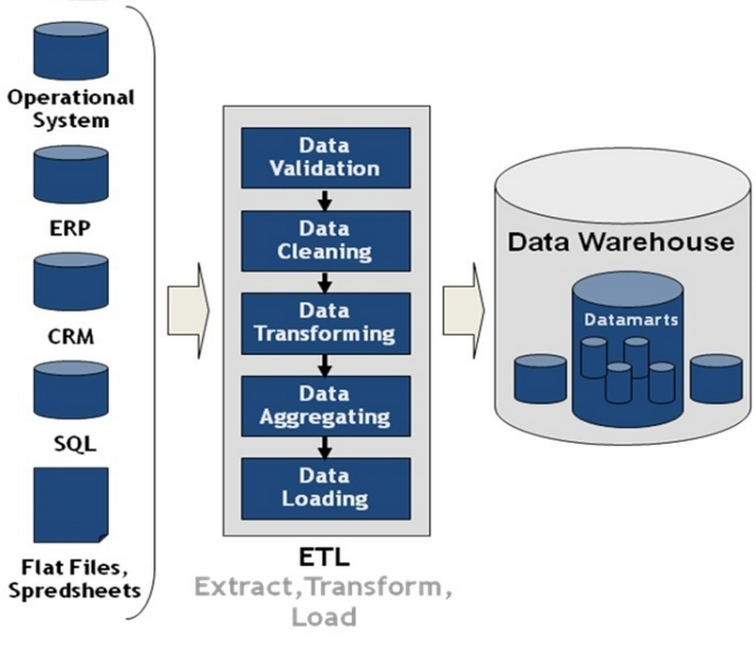 Operational
System
ERP
CRM
SQL
Flat Files,
Spredsheets
Data
Validation
Data
Cleaning
Data
Transforming
Data
Aggregating
Data
Loading
ETL
Extract,Transform,
Load
Data Warehouse
Datamarts